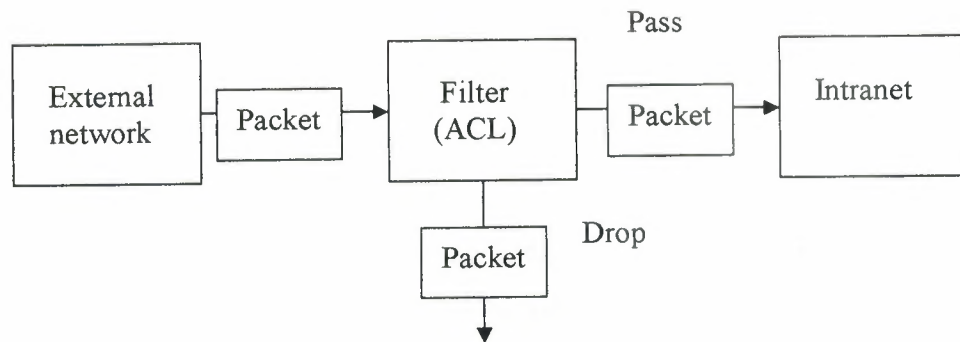 Pass
External
network
Packet
Filter
(ACL)
Packet
Intranet
Packet
Drop